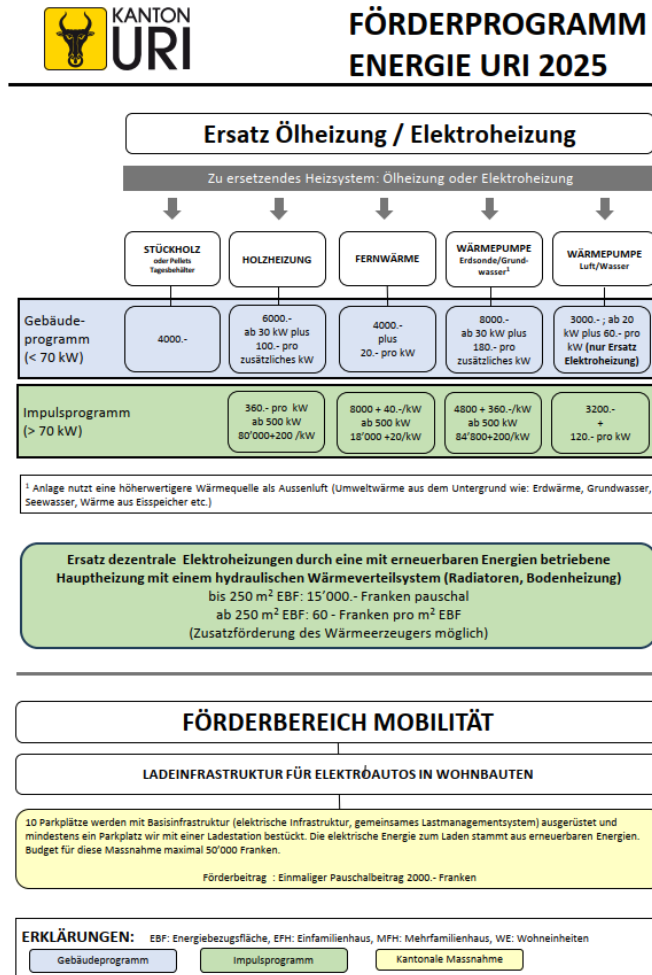 KANTON
URI
FÖRDERPROGRAMM
ENERGIE URI 2025
Ersatz Ölheizung / Elektroheizung
Zu ersetzendes Heizsystem: Ölheizung oder Elektroheizung
STÜCKHOLZ
oder Pellets
Tagesbehälter
HOLZHEIZUNG
FERNWÄRME
WÄRMEPUMPE
Erdsonde/Grund-
wasser¹
WÄRMEPUMPE
Luft/Wasser
Gebäude-
programm
(< 70 kW)
4000.-
6000.-
ab 30 kW plus
100.- pro
zusätzliches kW
4000.-
plus
20.- pro kW
8000.-
ab 30 kW plus
180.- pro
zusätzliches kW
3000.- ; ab 20
kW plus 60.- pro
kW (nur Ersatz
Elektroheizung)
Impulsprogramm
(> 70 kW)
360.- pro kW
ab 500 kW
80’000+200 /kW
8000 + 40.-/kW
ab 500 kW
18’000 +20/kW
4800 + 360.-/kW
ab 500 kW
84’800+200/kW
3200.-
+
120.- pro kW
¹ Anlage nutzt eine höherwertigere Wärmequelle als Aussenluft (Umweltwärme aus dem Untergrund wie: Erdwärme, Grundwasser,
Seewasser, Wärme aus Eisspeicher etc.)
Ersatz dezentrale Elektroheizungen durch eine mit erneuerbaren Energien betriebene
Hauptheizung mit einem hydraulischen Wärmeverteilsystem (Radiatoren, Bodenheizung)
bis 250 m² EBF: 15’000.- Franken pauschal
ab 250 m² EBF: 60 - Franken pro m² EBF
(Zusatzförderung des Wärmeerzeugers möglich)
FÖRDERBEREICH MOBILITÄT
LADEINFRASTRUKTUR FÜR ELEKTROAUTOS IN WOHNBAUTEN
10 Parkplätze werden mit Basisinfrastruktur (elektrische Infrastruktur, gemeinsames Lastmanagementsystem) ausgerüstet und
mindestens ein Parkplatz wir mit einer Ladestation bestückt. Die elektrische Energie zum Laden stammt aus erneuerbaren Energien.
Budget für diese Massnahme maximal 50’000 Franken.
Förderbeitrag : Einmaliger Pauschalbeitrag 2000.- Franken
ERKLÄRUNGEN: EBF: Energiebezugsfläche, EFH: Einfamilienhaus, MFH: Mehrfamilienhaus, WE: Wohneinheiten
Gebäudeprogramm
Impulsprogramm
Kantonale Massnahme